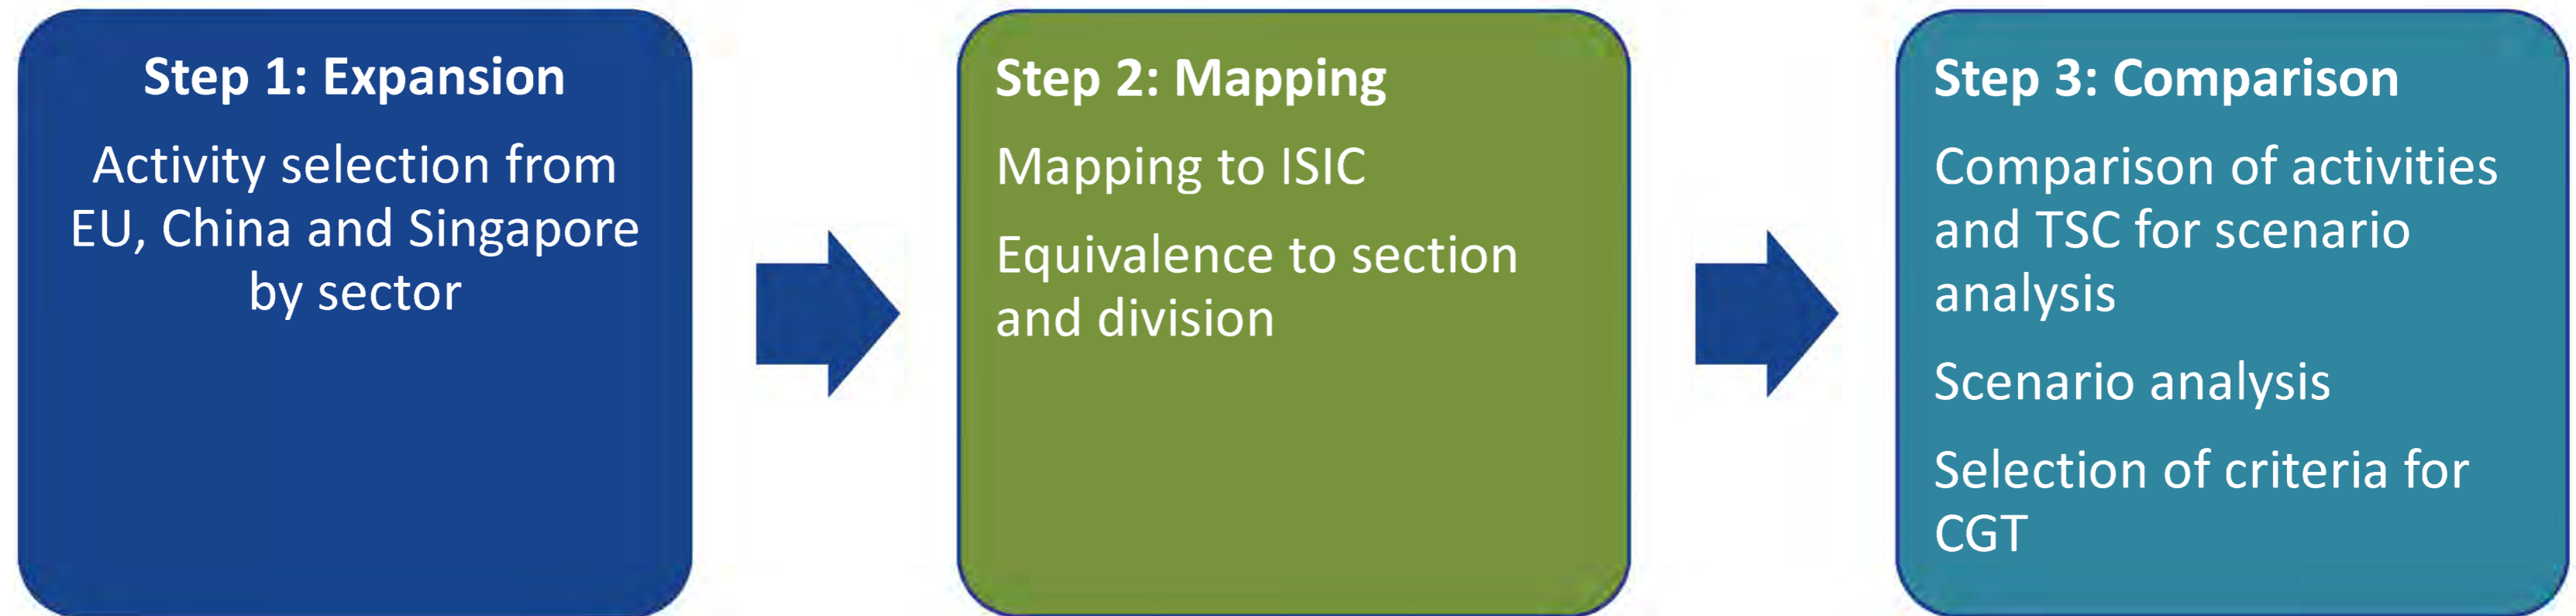 Step 1: Expansion
Activity selection from
EU, China and Singapore
by sector
Step 2: Mapping
Mapping to ISIC
Equivalence to section
and division
Step 3: Comparison
Comparison of activities
and TSC for scenario
analysis
Scenario analysis
Selection of criteria for
CGT